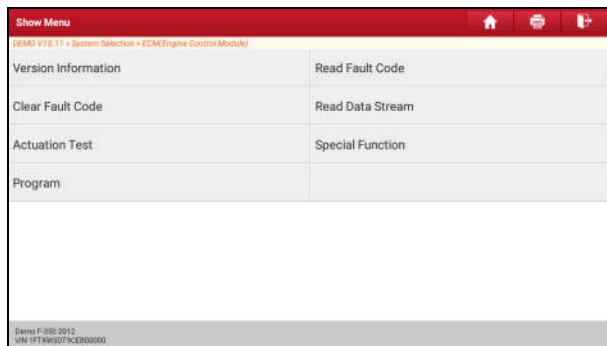 Show Menu
DEMO V15.11 > System Selection > ECM(Engine Control Module)
Version Information
Read Fault Code
Clear Fault Code
Read Data Stream
Actuation Test
Special Function
Program
Demo F-350 2012
VIN 1FT8W3DT9CEB00000